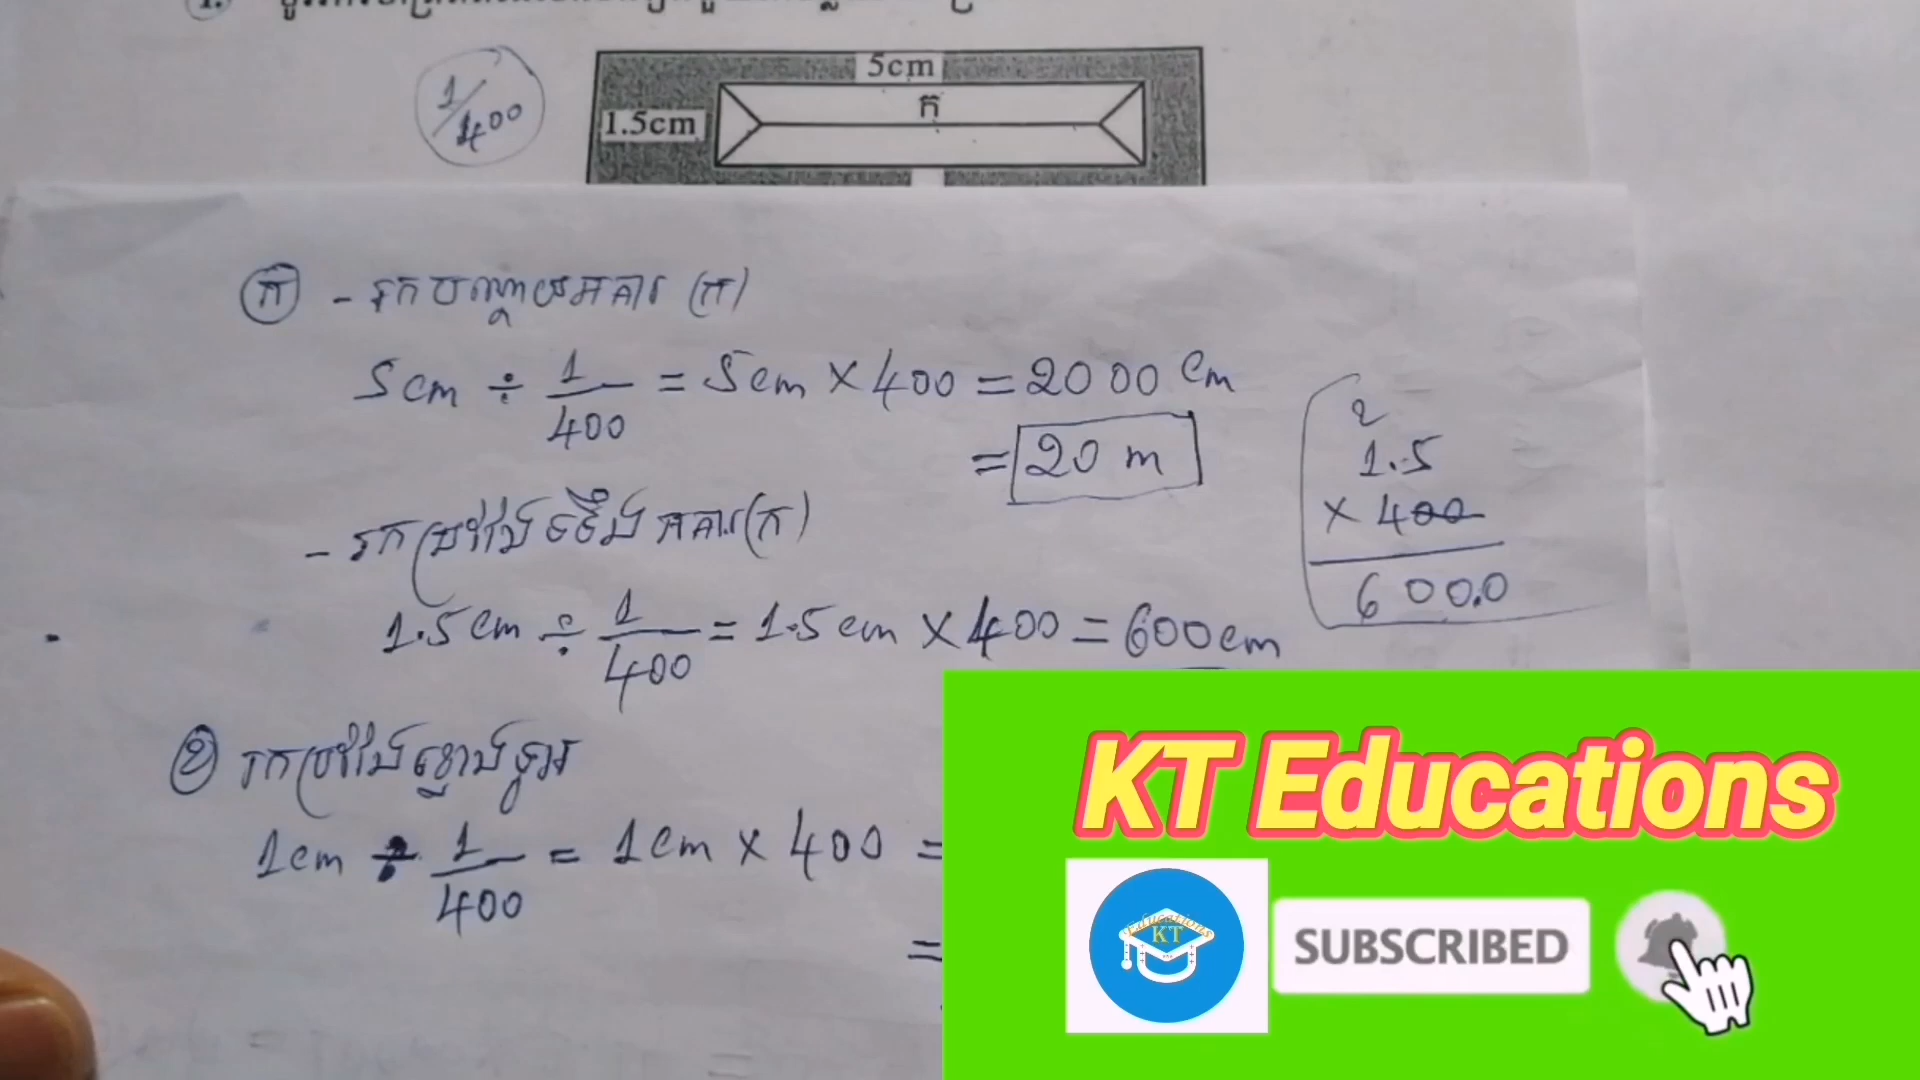 1/400
5cm
ក
1.5cm
ក - រកបណ្ដោយអគារ (ក)
5cm ÷ 1/400 = 5cm × 400 = 2000 cm
= 20 m
2
1.5
× 400
600.0
- រកប្រវែងទទឹងអគារ(ក)
1.5cm ÷ 1/400 = 1.5cm × 400 = 600cm
ខ រកប្រវែងខ្លោងទ្វារ
1cm ÷ 1/400 = 1cm × 400 =
=
KT Educations
Educations
KT
SUBSCRIBED